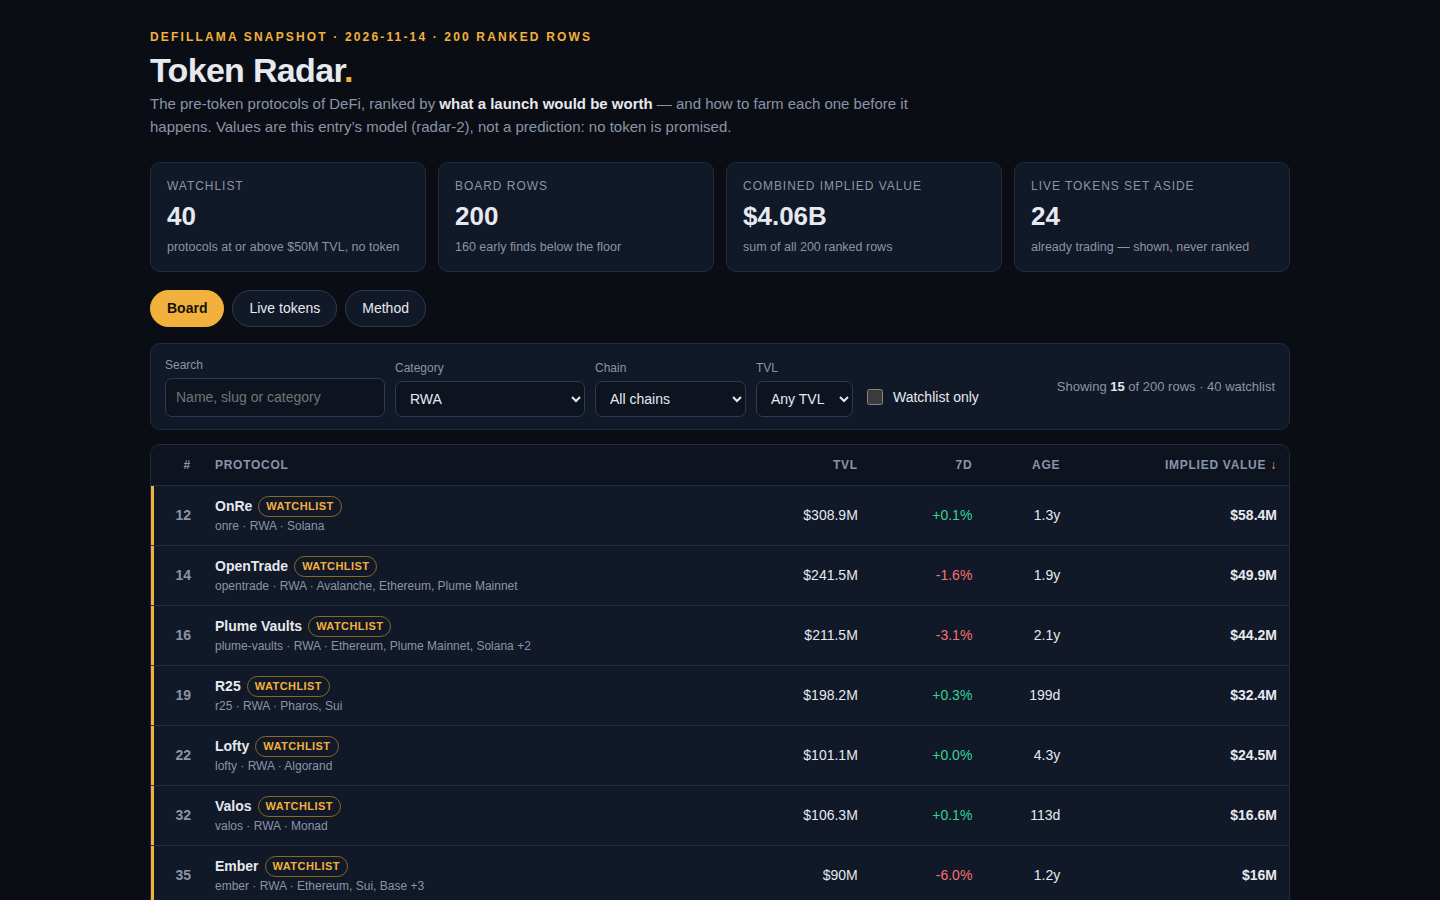 DEFILLAMA SNAPSHOT · 2026-11-14 · 200 RANKED ROWS
Token Radar.
The pre-token protocols of DeFi, ranked by what a launch would be worth — and how to farm each one before it
happens. Values are this entry's model (radar-2), not a prediction: no token is promised.
WATCHLIST
40
protocols at or above $50M TVL, no token
BOARD ROWS
200
160 early finds below the floor
COMBINED IMPLIED VALUE
$4.06B
sum of all 200 ranked rows
LIVE TOKENS SET ASIDE
24
already trading — shown, never ranked
Board Live tokens Method
Search Category Chain TVL
Name, slug or category RWA All chains Any TVL Watchlist only Showing 15 of 200 rows · 40 watchlist
# PROTOCOL TVL 7D AGE IMPLIED VALUE ↓
12 OnRe WATCHLIST $308.9M +0.1% 1.3y $58.4M
onre · RWA · Solana
14 OpenTrade WATCHLIST $241.5M -1.6% 1.9y $49.9M
opentrade · RWA · Avalanche, Ethereum, Plume Mainnet
16 Plume Vaults WATCHLIST $211.5M -3.1% 2.1y $44.2M
plume-vaults · RWA · Ethereum, Plume Mainnet, Solana +2
19 R25 WATCHLIST $198.2M +0.3% 199d $32.4M
r25 · RWA · Pharos, Sui
22 Lofty WATCHLIST $101.1M +0.0% 4.3y $24.5M
lofty · RWA · Algorand
32 Valos WATCHLIST $106.3M +0.1% 113d $16.6M
valos · RWA · Monad
35 Ember WATCHLIST $90M -6.0% 1.2y $16M
ember · RWA · Ethereum, Sui, Base +3